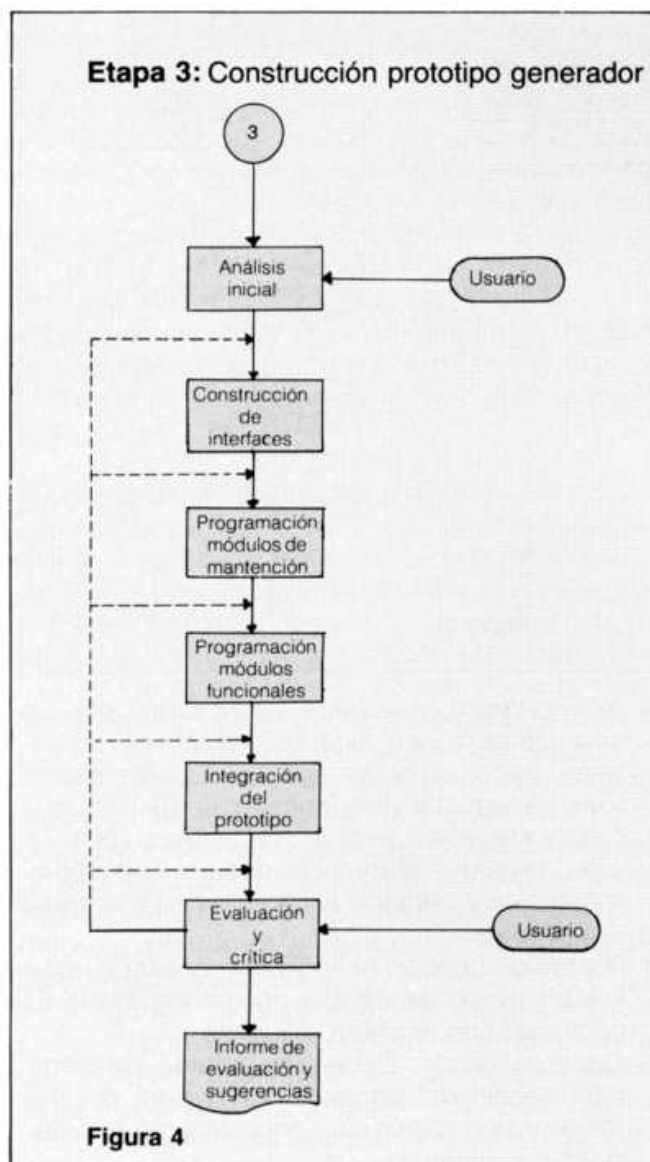 Etapa 3: Construcción prototipo generador
3
Análisis
inicial
Usuario
Construcción
de
interfaces
Programación
módulos de
mantención
Programación
módulos
funcionales
Integración
del
prototipo
Evaluación
y
crítica
Usuario
Informe de
evaluación y
sugerencias
Figura 4